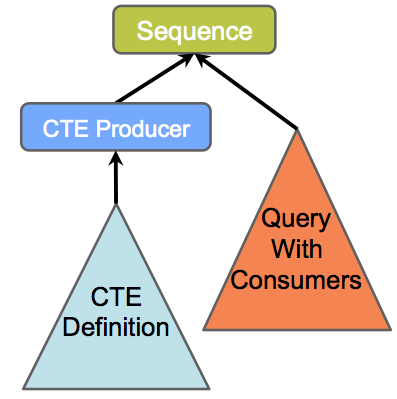 Sequence
CTE Producer
Query
With
Consumers
CTE
Definition